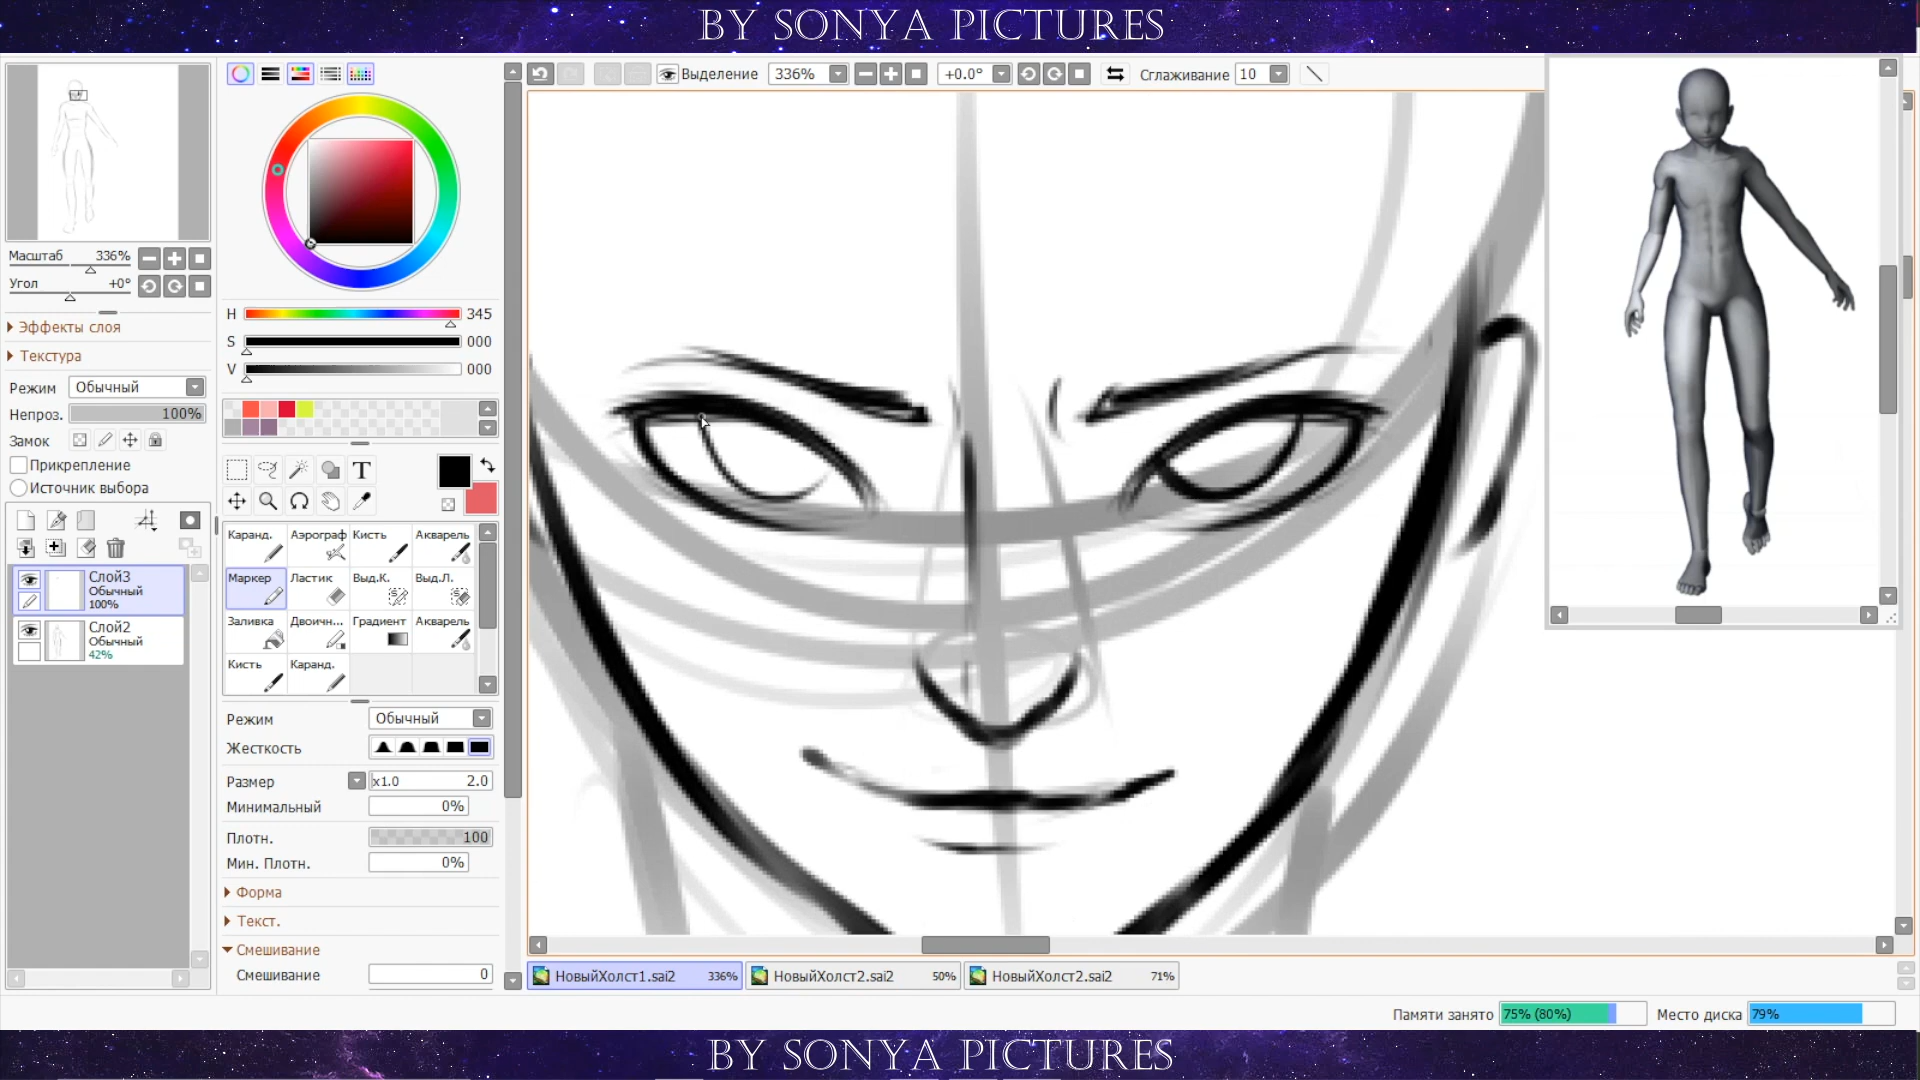 BY SONYA PICTURES
Выделение 336% +0.0° Сглаживание 10
Масштаб 336%
Угол +0°
Эффекты слоя
Текстура
Режим Обычный
Непроз. 100%
Замок
Прикрепление
Источник выбора
Слой3
Обычный
100%
Слой2
Обычный
42%
H 345
S 000
V 000
T
Каранд. Аэрограф Кисть Акварель
Маркер Ластик Выд.К. Выд.Л.
Заливка Двоичн... Градиент Акварель
Кисть Каранд.
Режим Обычный
Жесткость
Размер x1.0 2.0
Минимальный 0%
Плотн. 100
Мин. Плотн. 0%
Форма
Текст.
Смешивание
Смешивание 0
НовыйХолст1.sai2 336% НовыйХолст2.sai2 50% НовыйХолст2.sai2 71%
Памяти занято 75% (80%) Место диска 79%
BY SONYA PICTURES